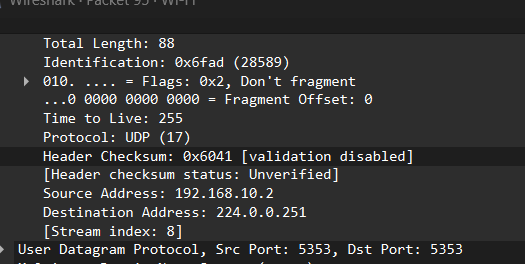 Wireshark · Packet 95 · Wi-Fi
Total Length: 88
Identification: 0x6fad (28589)
010. .... = Flags: 0x2, Don't fragment
...0 0000 0000 0000 = Fragment Offset: 0
Time to Live: 255
Protocol: UDP (17)
Header Checksum: 0x6041 [validation disabled]
[Header checksum status: Unverified]
Source Address: 192.168.10.2
Destination Address: 224.0.0.251
[Stream index: 8]
User Datagram Protocol, Src Port: 5353, Dst Port: 5353